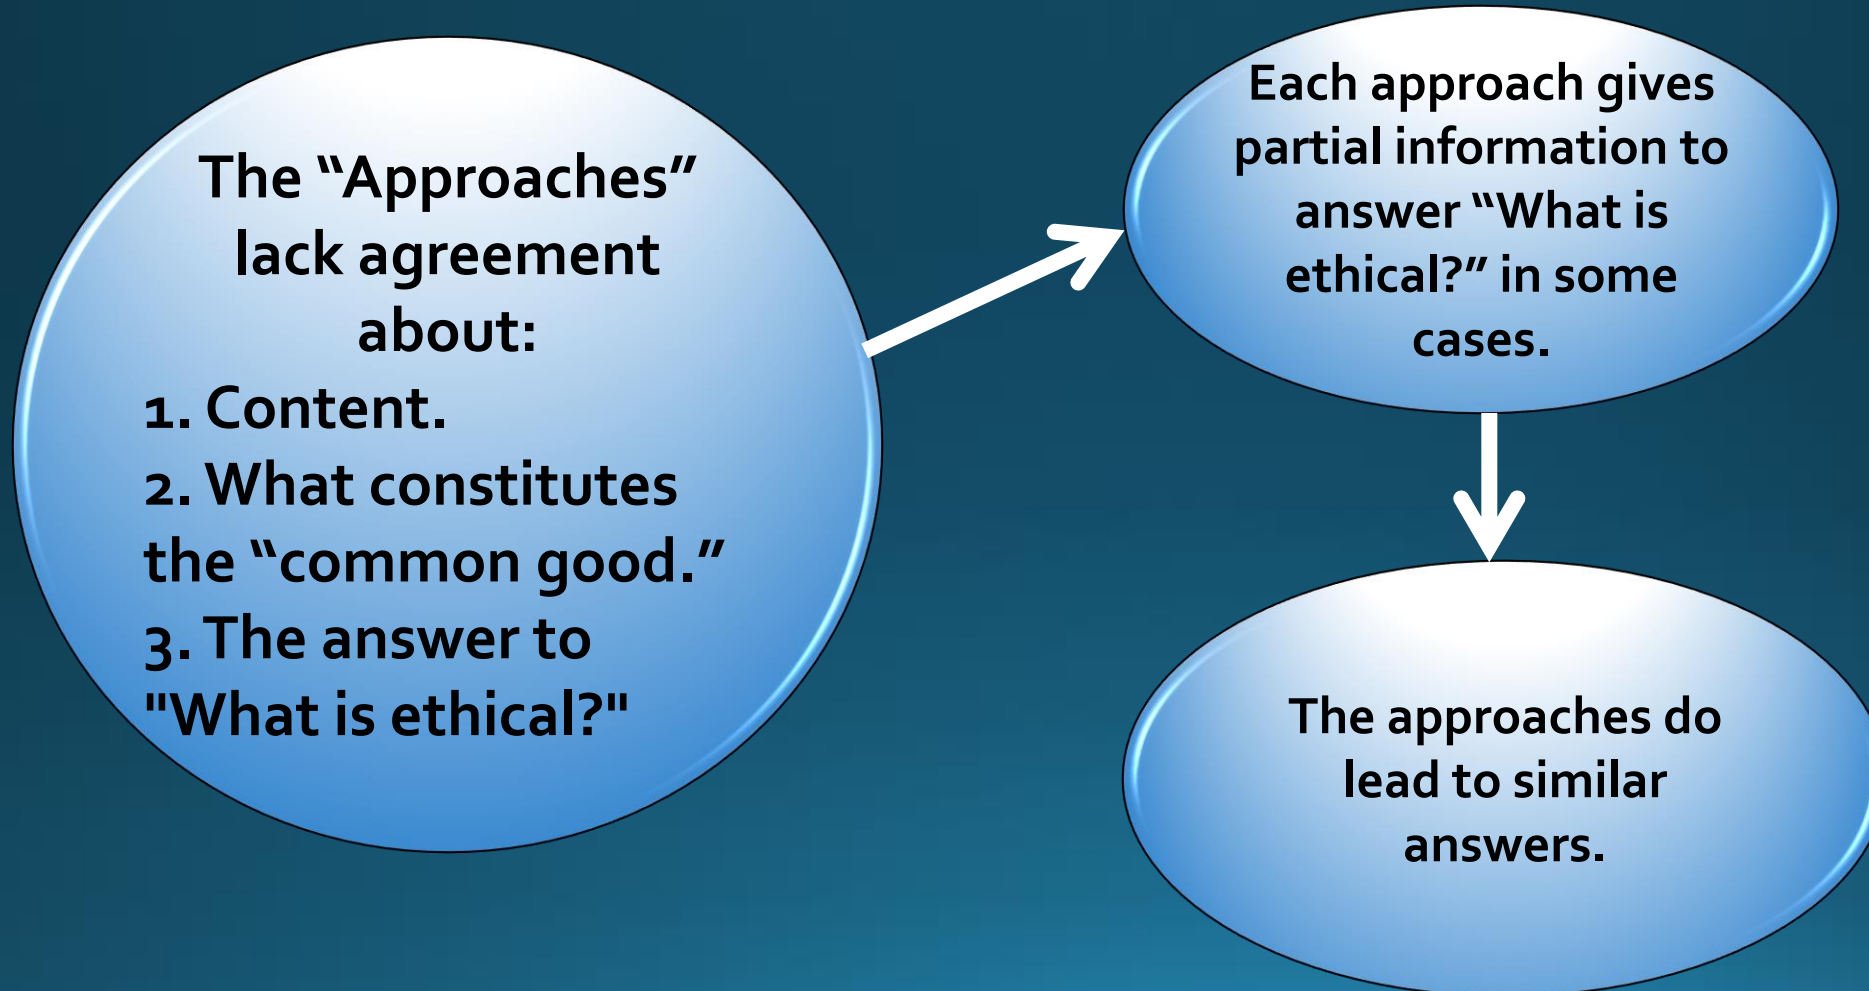 The “Approaches”
lack agreement
about:
1. Content.
2. What constitutes
the “common good.”
3. The answer to
"What is ethical?"
Each approach gives
partial information to
answer “What is
ethical?” in some
cases.
The approaches do
lead to similar
answers.